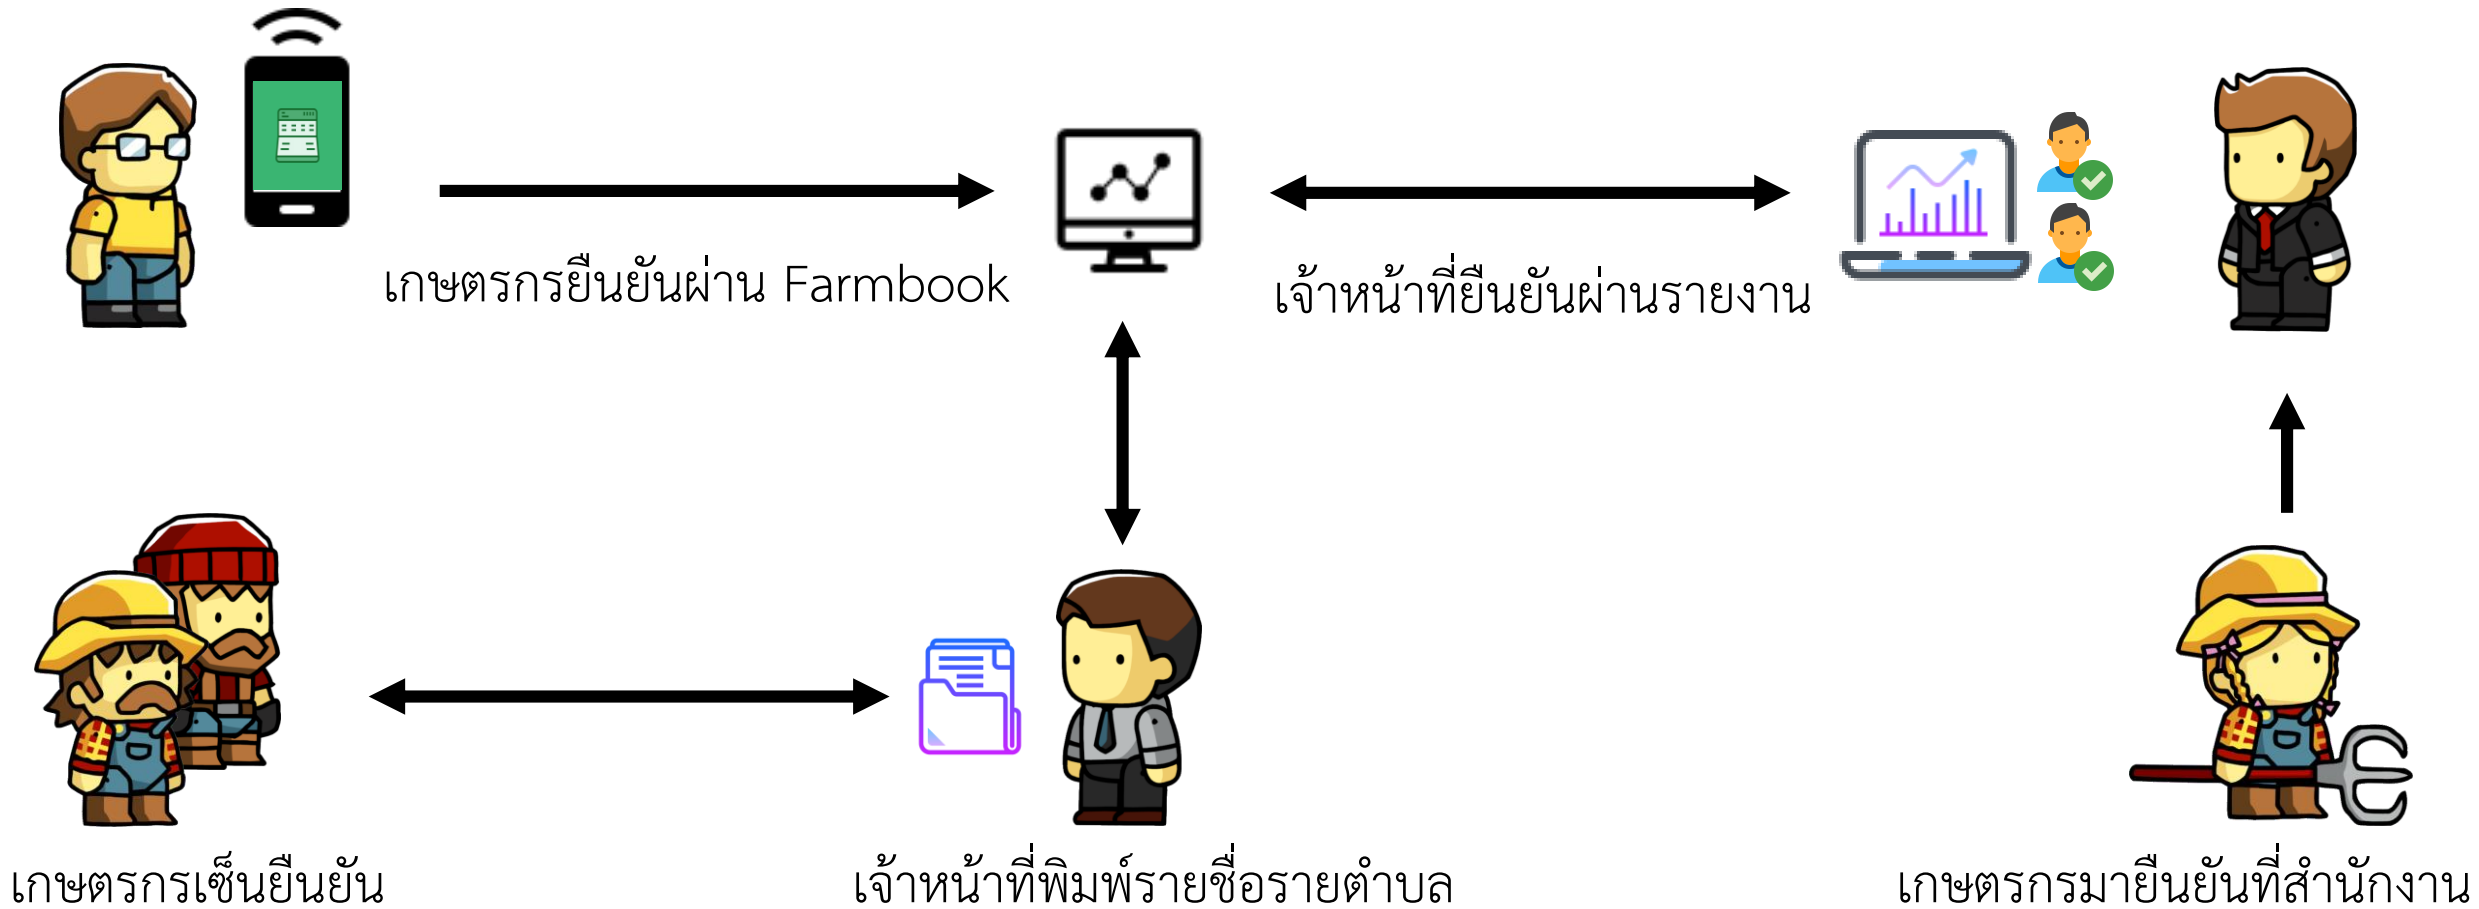 เกษตรกรยืนยันผ่าน Farmbook
เจ้าหน้าที่ยืนยันผ่านรายงาน
เกษตรกรเซ็นยืนยัน
เจ้าหน้าที่พิมพ์รายชื่อรายตำบล
เกษตรกรมายืนยันที่สำนักงาน